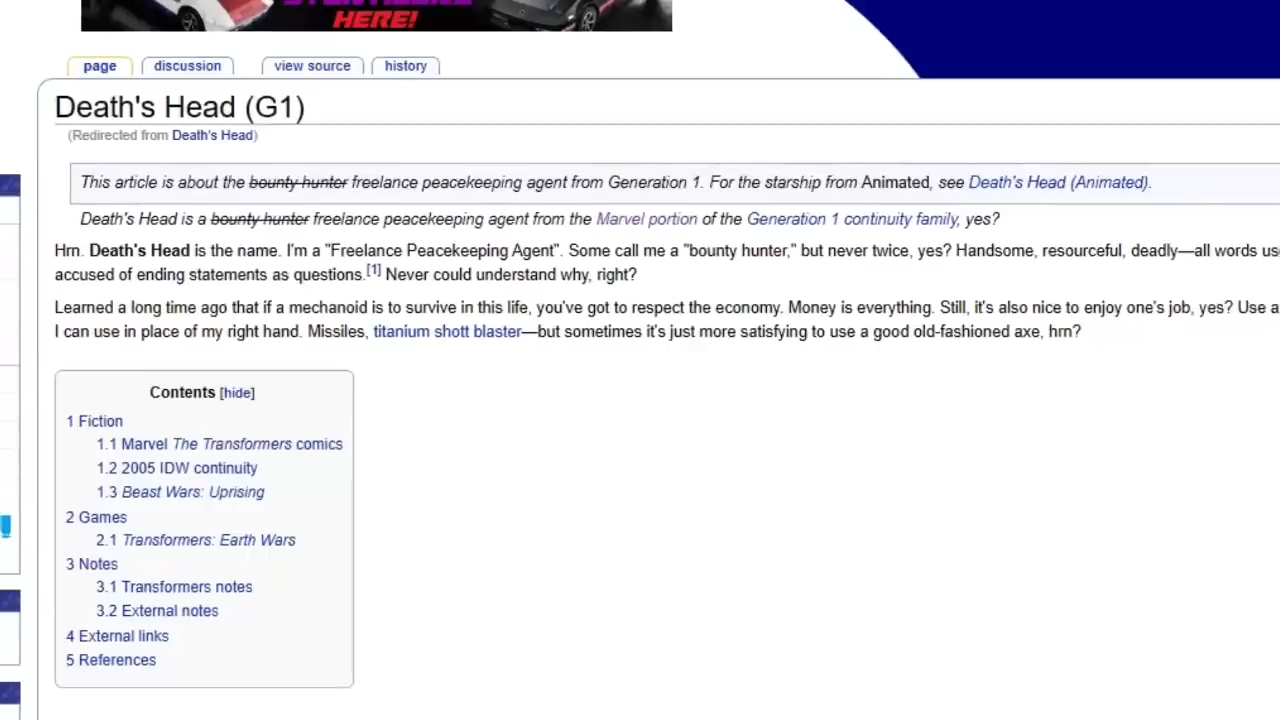 HERE!
page discussion view source history
Death's Head (G1)
(Redirected from Death's Head)
This article is about the bounty hunter freelance peacekeeping agent from Generation 1. For the starship from Animated, see Death's Head (Animated).
Death's Head is a bounty hunter freelance peacekeeping agent from the Marvel portion of the Generation 1 continuity family, yes?
Hrn. Death's Head is the name. I'm a "Freelance Peacekeeping Agent". Some call me a "bounty hunter," but never twice, yes? Handsome, resourceful, deadly—all words
accused of ending statements as questions.[1] Never could understand why, right?
Learned a long time ago that if a mechanoid is to survive in this life, you've got to respect the economy. Money is everything. Still, it's also nice to enjoy one's job, yes? Use
I can use in place of my right hand. Missiles, titanium shott blaster—but sometimes it's just more satisfying to use a good old-fashioned axe, hrn?
Contents [hide]
1 Fiction
1.1 Marvel The Transformers comics
1.2 2005 IDW continuity
1.3 Beast Wars: Uprising
2 Games
2.1 Transformers: Earth Wars
3 Notes
3.1 Transformers notes
3.2 External notes
4 External links
5 References